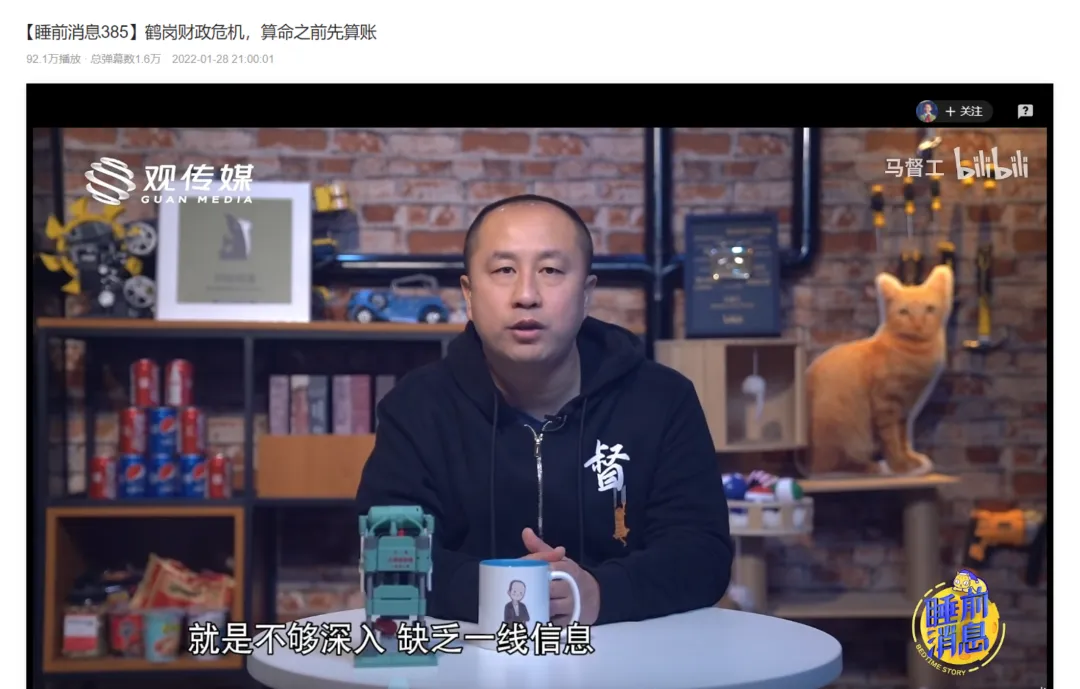 【睡前消息385】鹤岗财政危机，算命之前先算账
92.1万播放 · 总弹幕数1.6万 2022-01-28 21:00:01
+ 关注
?
观传媒
GUAN MEDIA
马督工 bilibili
督
就是不够深入 缺乏一线信息
睡前
消息
BEDTIME STORY